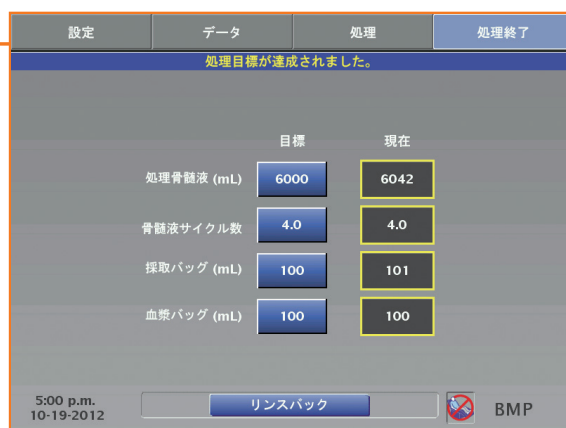 設定 データ 処理 処理終了
処理目標が達成されました。
目標 現在
処理骨髄液 (mL) 6000 6042
骨髄液サイクル数 4.0 4.0
採取バッグ (mL) 100 101
血漿バッグ (mL) 100 100
5:00 p.m.
10-19-2012
リンスバック
BMP